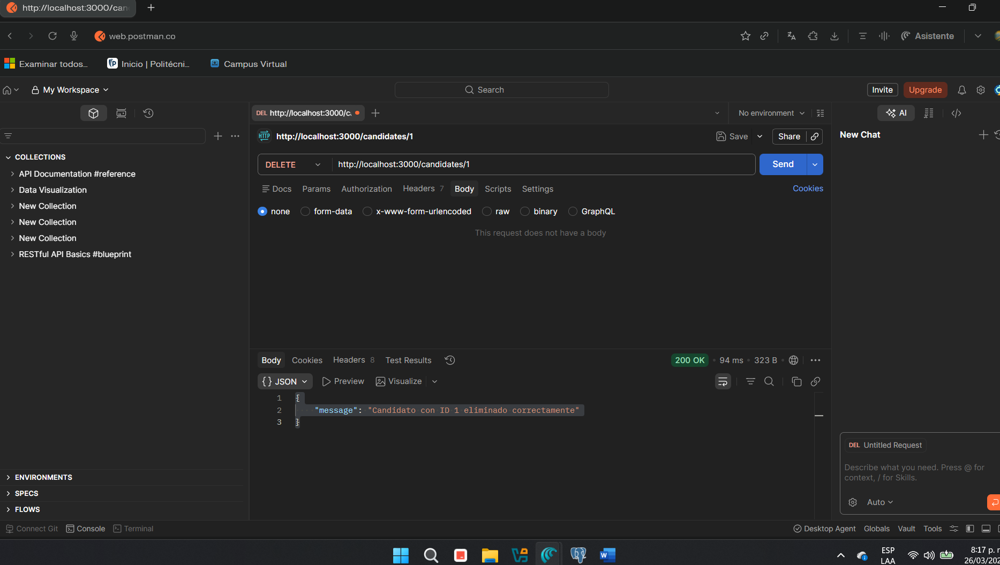 http://localhost:3000/can
web.postman.co
Asistente
Examinar todos...
Inicio | Politécni...
Campus Virtual
My Workspace
Search
Invite
Upgrade
DEL http://localhost:3000/c
No environment
AI
HTTP http://localhost:3000/candidates/1
Save
Share
New Chat
COLLECTIONS
API Documentation #reference
Data Visualization
New Collection
New Collection
New Collection
RESTful API Basics #blueprint
DELETE
http://localhost:3000/candidates/1
Send
Docs
Params
Authorization
Headers 7
Body
Scripts
Settings
Cookies
none
form-data
x-www-form-urlencoded
raw
binary
GraphQL
This request does not have a body
Body
Cookies
Headers 8
Test Results
200 OK
94 ms
323 B
{} JSON
Preview
Visualize
1 {
2 "message": "Candidato con ID 1 eliminado correctamente"
3 }
DEL Untitled Request
Describe what you need. Press @ for
context, / for Skills.
Auto
ENVIRONMENTS
SPECS
FLOWS
Connect Git
Console
Terminal
Desktop Agent
Globals
Vault
Tools
ESP
LAA
8:17 p.
26/03/202